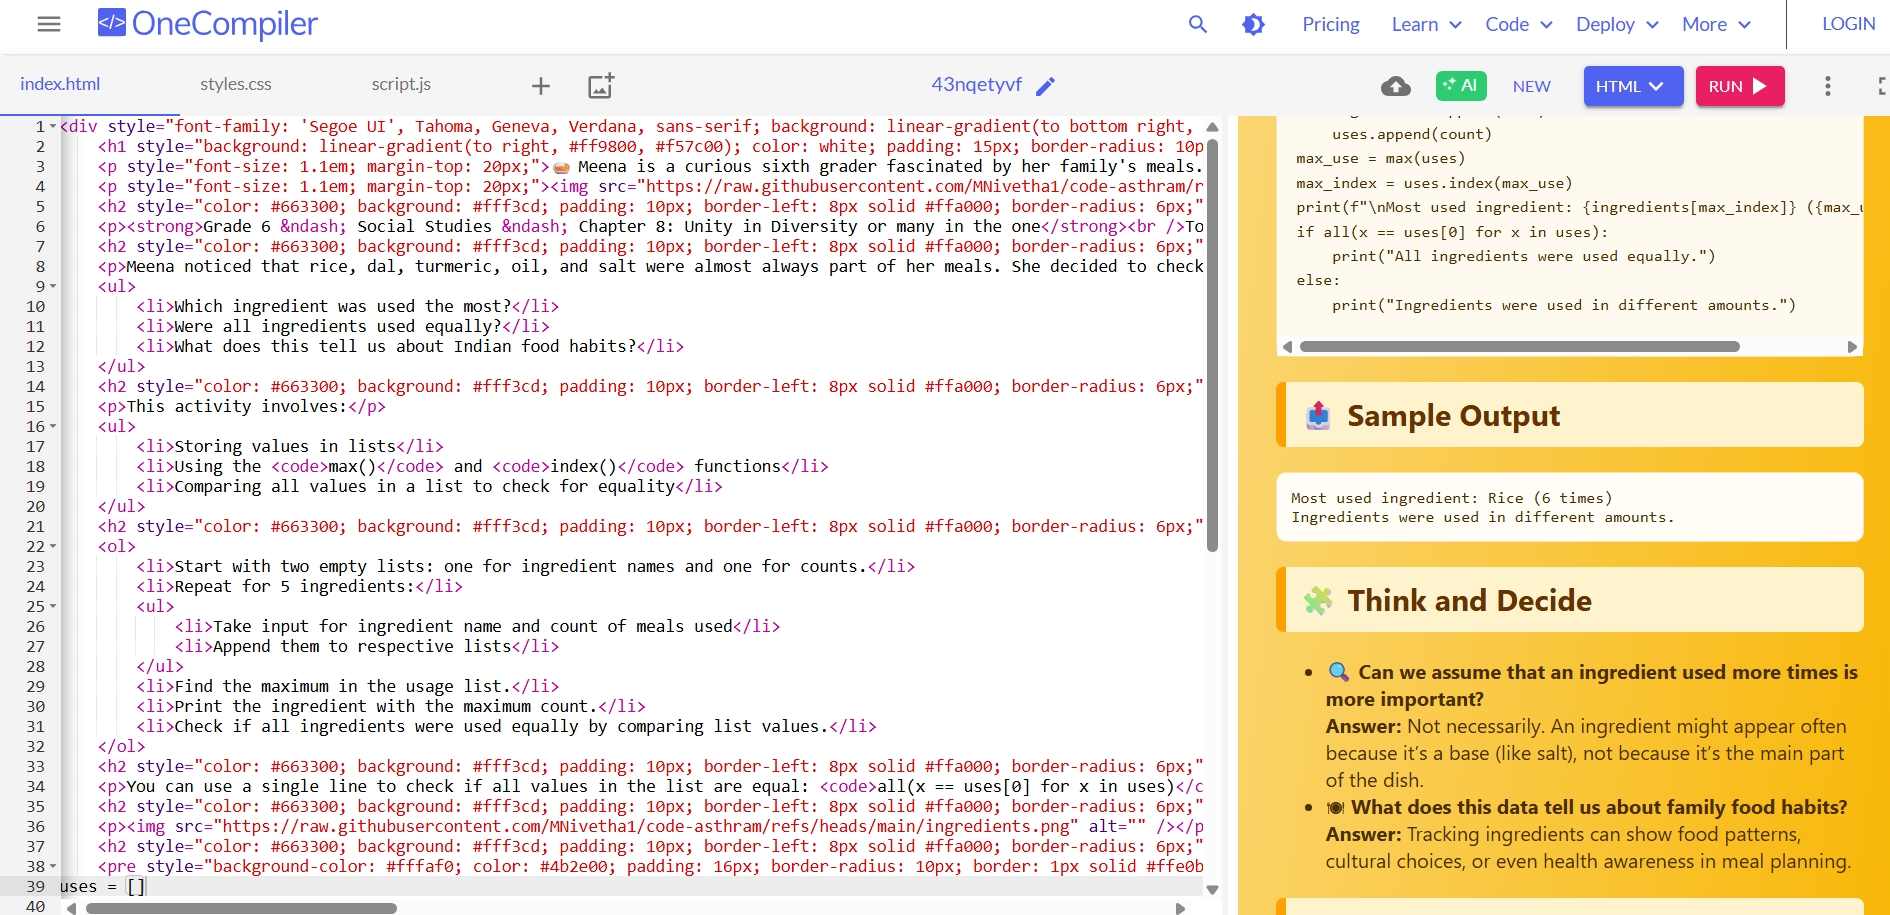 OneCompiler
Pricing
Learn
Code
Deploy
More
LOGIN
index.html
styles.css
script.js
43nqetyvf
AI
NEW
HTML
RUN
1 <div style="font-family: 'Segoe UI', Tahoma, Geneva, Verdana, sans-serif; background: linear-gradient(to bottom right,
2 <h1 style="background: linear-gradient(to right, #ff9800, #f57c00); color: white; padding: 15px; border-radius: 10p
3 <p style="font-size: 1.1em; margin-top: 20px;">🍛 Meena is a curious sixth grader fascinated by her family's meals.
4 <p style="font-size: 1.1em; margin-top: 20px;"><img src="https://raw.githubusercontent.com/MNivetha1/code-asthram/r
5 <h2 style="color: #663300; background: #fff3cd; padding: 10px; border-left: 8px solid #ffa000; border-radius: 6px;"
6 <p><strong>Grade 6 &ndash; Social Studies &ndash; Chapter 8: Unity in Diversity or many in the one</strong><br />To
7 <h2 style="color: #663300; background: #fff3cd; padding: 10px; border-left: 8px solid #ffa000; border-radius: 6px;"
8 <p>Meena noticed that rice, dal, turmeric, oil, and salt were almost always part of her meals. She decided to check
9 <ul>
10 <li>Which ingredient was used the most?</li>
11 <li>Were all ingredients used equally?</li>
12 <li>What does this tell us about Indian food habits?</li>
13 </ul>
14 <h2 style="color: #663300; background: #fff3cd; padding: 10px; border-left: 8px solid #ffa000; border-radius: 6px;"
15 <p>This activity involves:</p>
16 <ul>
17 <li>Storing values in lists</li>
18 <li>Using the <code>max()</code> and <code>index()</code> functions</li>
19 <li>Comparing all values in a list to check for equality</li>
20 </ul>
21 <h2 style="color: #663300; background: #fff3cd; padding: 10px; border-left: 8px solid #ffa000; border-radius: 6px;"
22 <ol>
23 <li>Start with two empty lists: one for ingredient names and one for counts.</li>
24 <li>Repeat for 5 ingredients:</li>
25 <ul>
26 <li>Take input for ingredient name and count of meals used</li>
27 <li>Append them to respective lists</li>
28 </ul>
29 <li>Find the maximum in the usage list.</li>
30 <li>Print the ingredient with the maximum count.</li>
31 <li>Check if all ingredients were used equally by comparing list values.</li>
32 </ol>
33 <h2 style="color: #663300; background: #fff3cd; padding: 10px; border-left: 8px solid #ffa000; border-radius: 6px;"
34 <p>You can use a single line to check if all values in the list are equal: <code>all(x == uses[0] for x in uses)</c
35 <h2 style="color: #663300; background: #fff3cd; padding: 10px; border-left: 8px solid #ffa000; border-radius: 6px;"
36 <p><img src="https://raw.githubusercontent.com/MNivetha1/code-asthram/refs/heads/main/ingredients.png" alt="" /></p
37 <h2 style="color: #663300; background: #fff3cd; padding: 10px; border-left: 8px solid #ffa000; border-radius: 6px;"
38 <pre style="background-color: #fffaf0; color: #4b2e00; padding: 16px; border-radius: 10px; border: 1px solid #ffe0b
39 uses = []
40
uses.append(count)
max_use = max(uses)
max_index = uses.index(max_use)
print(f"\nMost used ingredient: {ingredients[max_index]} ({max_u
if all(x == uses[0] for x in uses):
print("All ingredients were used equally.")
else:
print("Ingredients were used in different amounts.")
📤 Sample Output
Most used ingredient: Rice (6 times)
Ingredients were used in different amounts.
🧩 Think and Decide
• 🔍 Can we assume that an ingredient used more times is
more important?
Answer: Not necessarily. An ingredient might appear often
because it’s a base (like salt), not because it’s the main part
of the dish.
• 🍽 What does this data tell us about family food habits?
Answer: Tracking ingredients can show food patterns,
cultural choices, or even health awareness in meal planning.